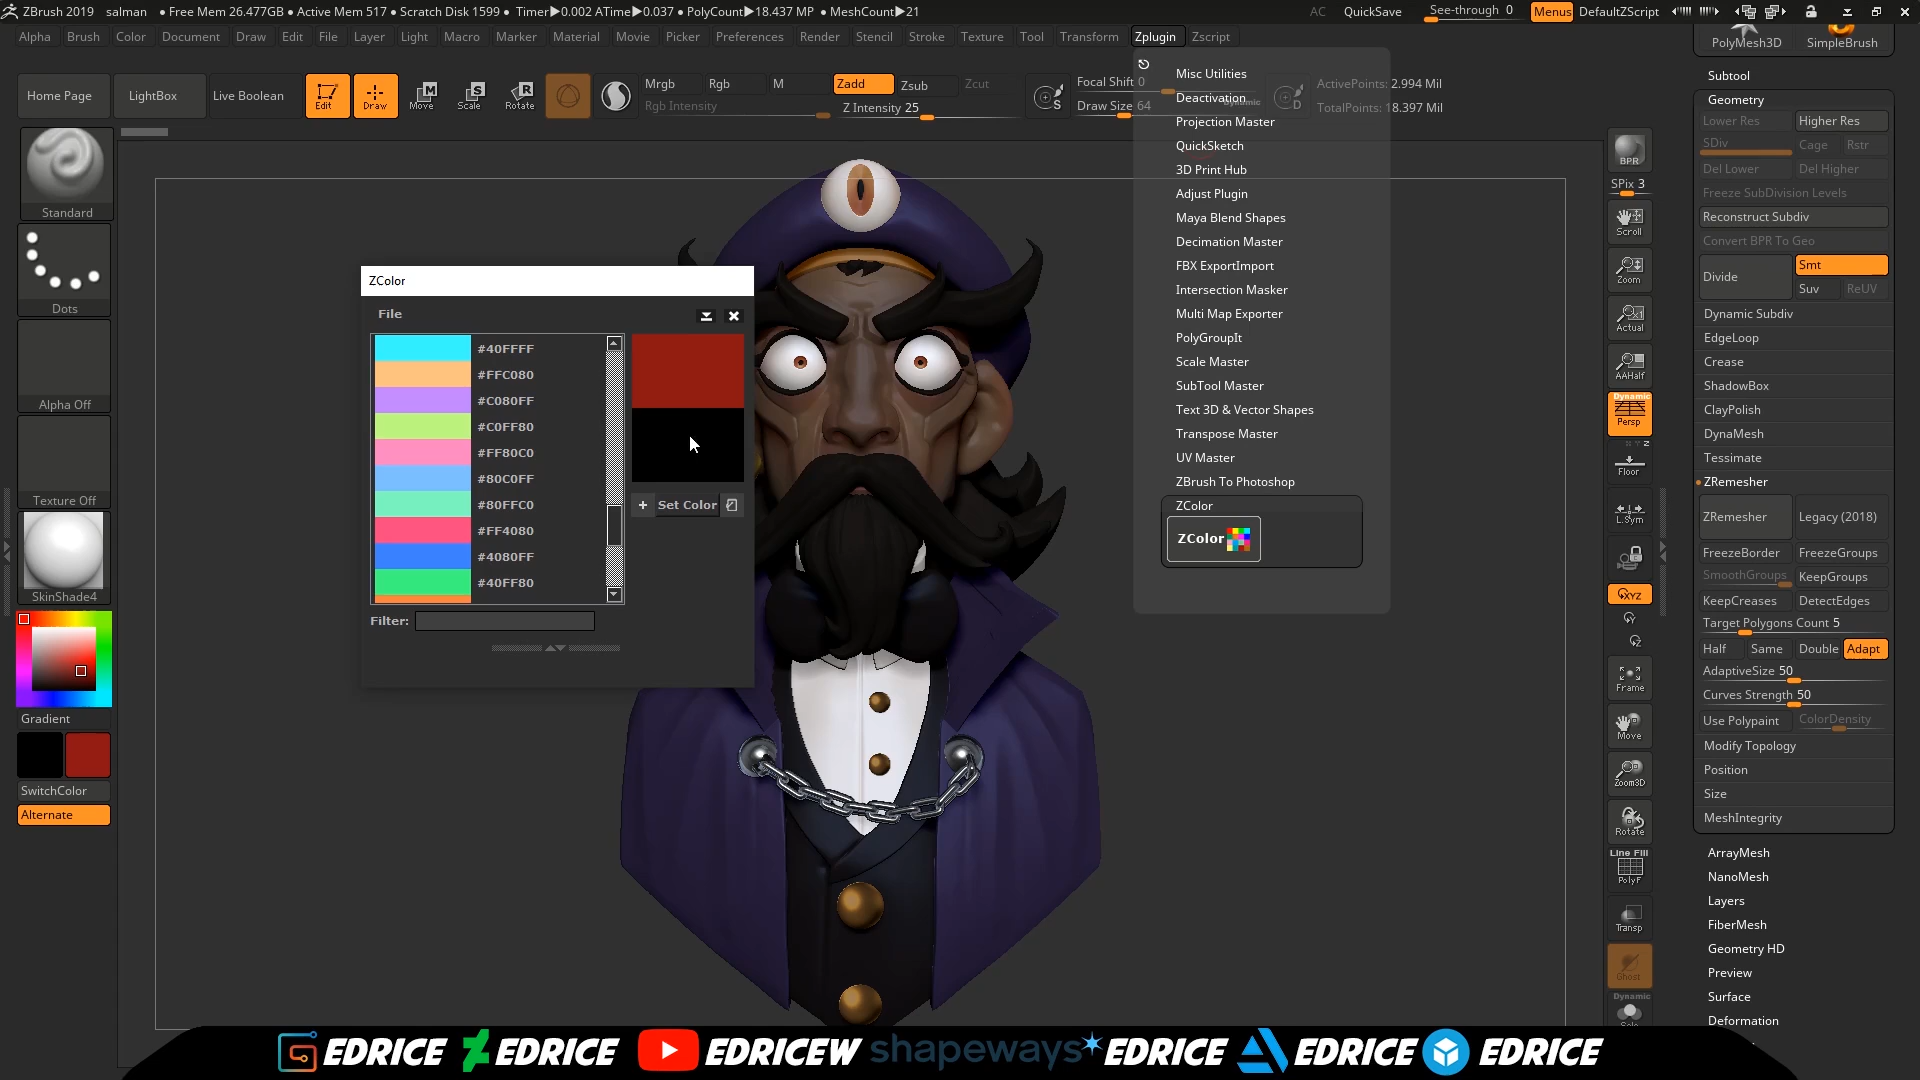 ZBrush 2019 salman • Free Mem 26.477GB • Active Mem 517 • Scratch Disk 1599 • Timer▶0.002 ATime▶0.037 • PolyCount▶18.437 MP • MeshCount▶21 AC QuickSave See-through 0 Menus DefaultZScript
Alpha Brush Color Document Draw Edit File Layer Light Macro Marker Material Movie Picker Preferences Render Stencil Stroke Texture Tool Transform Zplugin Zscript
PolyMesh3D SimpleBrush
Home Page LightBox Live Boolean Edit Draw Move Scale Rotate
Mrgb Rgb M Zadd Zsub Zcut
Rgb Intensity Z Intensity 25
Focal Shift 0
Draw Size 64 Dynamic
ActivePoints: 2.994 Mil
TotalPoints: 18.397 Mil
Standard
Dots
Alpha Off
Texture Off
SkinShade4
Gradient
SwitchColor
Alternate
ZColor
File
#40FFFF
#FFC080
#C080FF
#C0FF80
#FF80C0
#80C0FF
#80FFC0
#FF4080
#4080FF
#40FF80
+ Set Color
Filter:
Misc Utilities
Deactivation
Projection Master
QuickSketch
3D Print Hub
Adjust Plugin
Maya Blend Shapes
Decimation Master
FBX ExportImport
Intersection Masker
Multi Map Exporter
PolyGroupIt
Scale Master
SubTool Master
Text 3D & Vector Shapes
Transpose Master
UV Master
ZBrush To Photoshop
ZColor
ZColor
BPR
SPix 3
Scroll
Zoom
Actual
AAHalf
Dynamic
Persp
Floor
L.Sym
XYZ
Frame
Move
Zoom3D
Rotate
Line Fill
PolyF
Transp
Ghost
Dynamic
Solo
Subtool
Geometry
Lower Res Higher Res
SDiv Cage Rstr
Del Lower Del Higher
Freeze SubDivision Levels
Reconstruct Subdiv
Convert BPR To Geo
Divide Smt
Suv ReUV
Dynamic Subdiv
EdgeLoop
Crease
ShadowBox
ClayPolish
DynaMesh
Tessimate
ZRemesher
ZRemesher Legacy (2018)
FreezeBorder FreezeGroups
SmoothGroups KeepGroups
KeepCreases DetectEdges
Target Polygons Count 5
Half Same Double Adapt
AdaptiveSize 50
Curves Strength 50
Use Polypaint ColorDensity
Modify Topology
Position
Size
MeshIntegrity
ArrayMesh
NanoMesh
Layers
FiberMesh
Geometry HD
Preview
Surface
Deformation
EDRICE EDRICE EDRICEW shapeways EDRICE EDRICE EDRICE